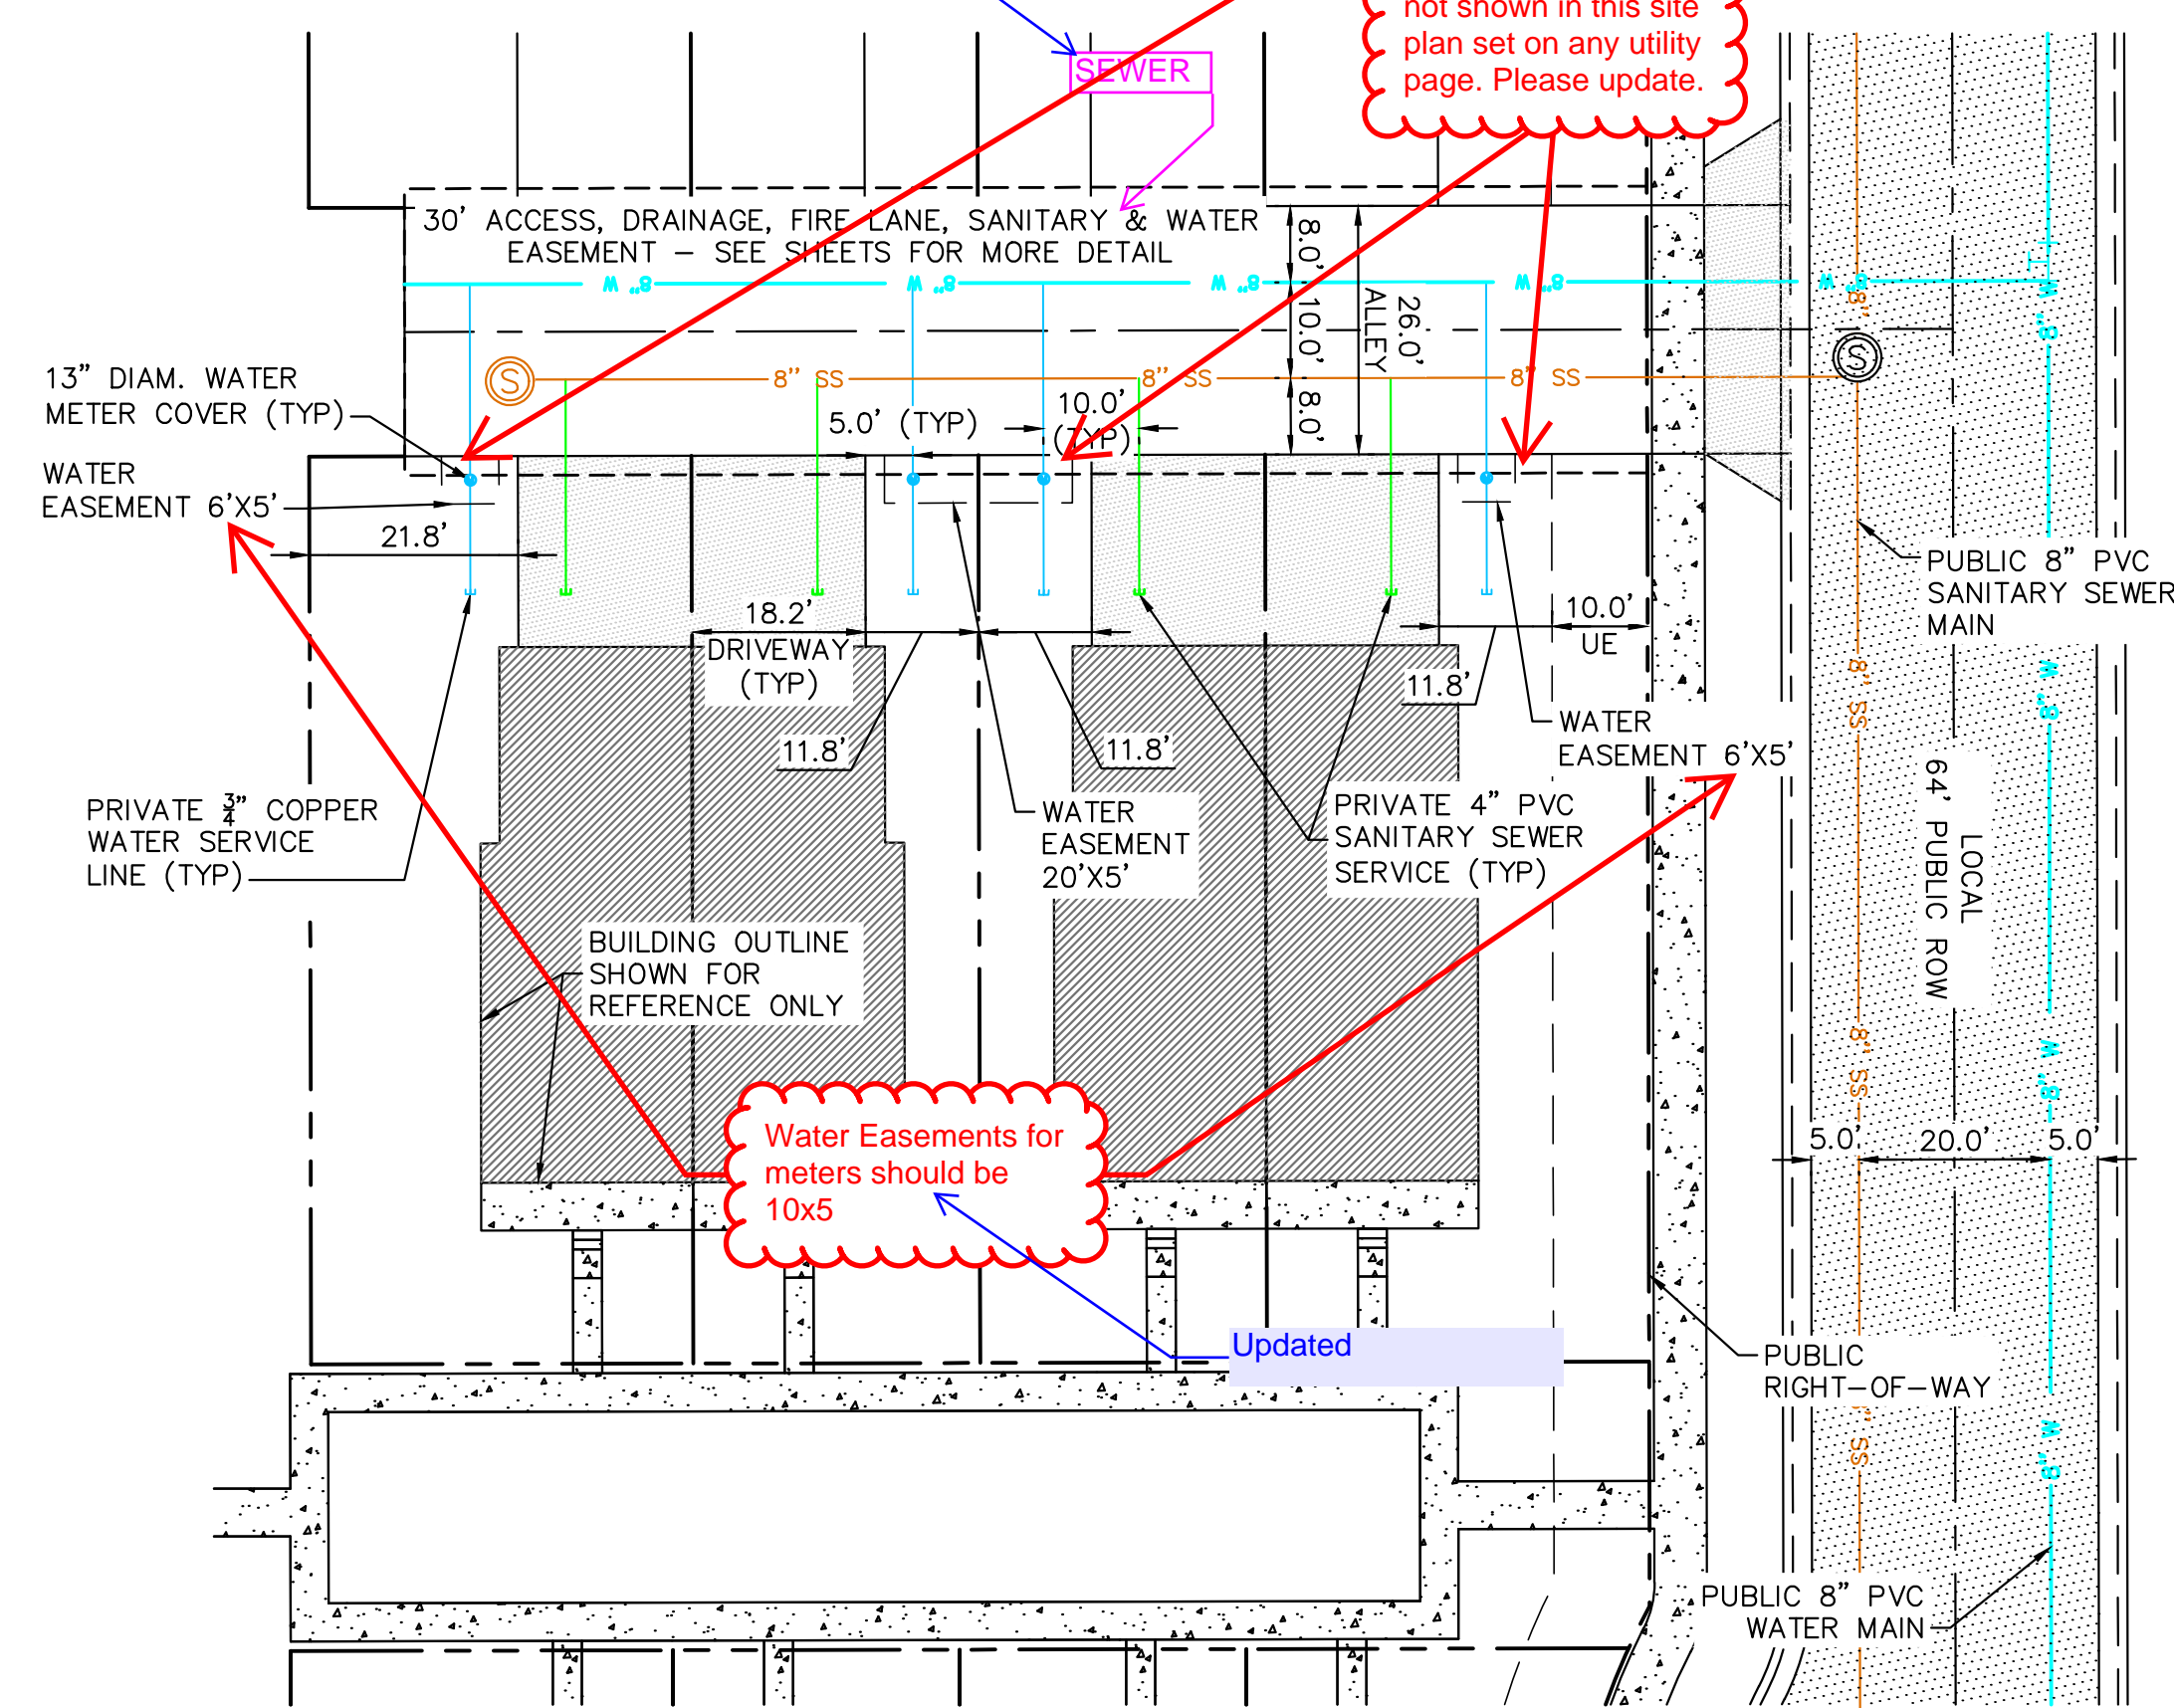 not shown in this site
plan set on any utility
page. Please update.
SEWER
30' ACCESS, DRAINAGE, FIRE LANE, SANITARY & WATER
EASEMENT – SEE SHEETS FOR MORE DETAIL
8" W
8" W
8" W
8" W
8" W
8.0'
10.0'
8.0'
26.0'
ALLEY
8"
8" W
S
S
8" SS
8" SS
8" SS
13" DIAM. WATER
METER COVER (TYP)
5.0' (TYP)
10.0'
(TYP)
WATER
EASEMENT 6'X5'
21.8'
PUBLIC 8" PVC
SANITARY SEWER
MAIN
18.2'
DRIVEWAY
(TYP)
10.0'
UE
11.8'
11.8'
11.8'
WATER
EASEMENT 6'X5'
8" SS
8" W
PRIVATE ¾" COPPER
WATER SERVICE
LINE (TYP)
WATER
EASEMENT
20'X5'
PRIVATE 4" PVC
SANITARY SEWER
SERVICE (TYP)
LOCAL
64' PUBLIC ROW
BUILDING OUTLINE
SHOWN FOR
REFERENCE ONLY
8" SS
8" W
Water Easements for
meters should be
10x5
5.0'
20.0'
5.0'
Updated
PUBLIC
RIGHT-OF-WAY
8" SS
8" W
PUBLIC 8" PVC
WATER MAIN